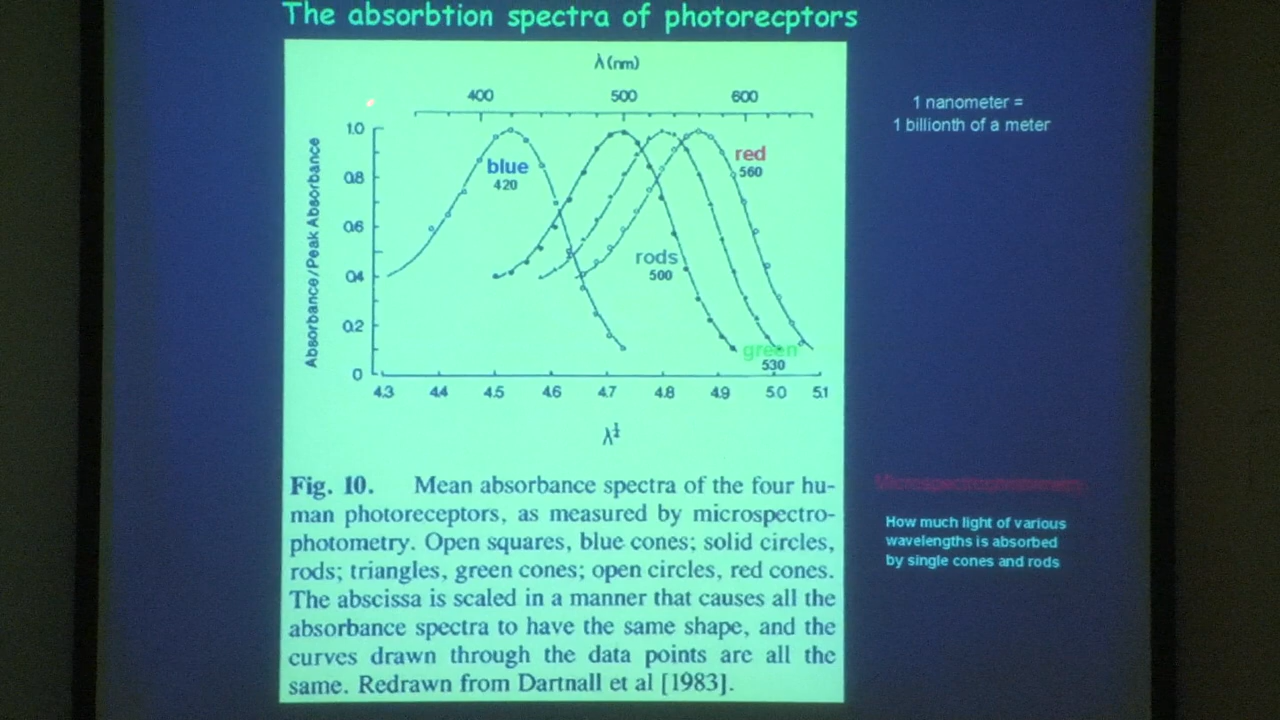 The absorbtion spectra of photorecptors
λ (nm)
400 500 600
1 nanometer =
1 billionth of a meter
Absorbance/Peak Absorbance
1.0
0.8
0.6
0.4
0.2
0
blue
420
red
560
rods
500
green
530
4.3 4.4 4.5 4.6 4.7 4.8 4.9 5.0 5.1
λ¼
Fig. 10. Mean absorbance spectra of the four hu-
man photoreceptors, as measured by microspectro-
photometry. Open squares, blue cones; solid circles,
rods; triangles, green cones; open circles, red cones.
The abscissa is scaled in a manner that causes all the
absorbance spectra to have the same shape, and the
curves drawn through the data points are all the
same. Redrawn from Dartnall et al [1983].
How much light of various
wavelengths is absorbed
by single cones and rods